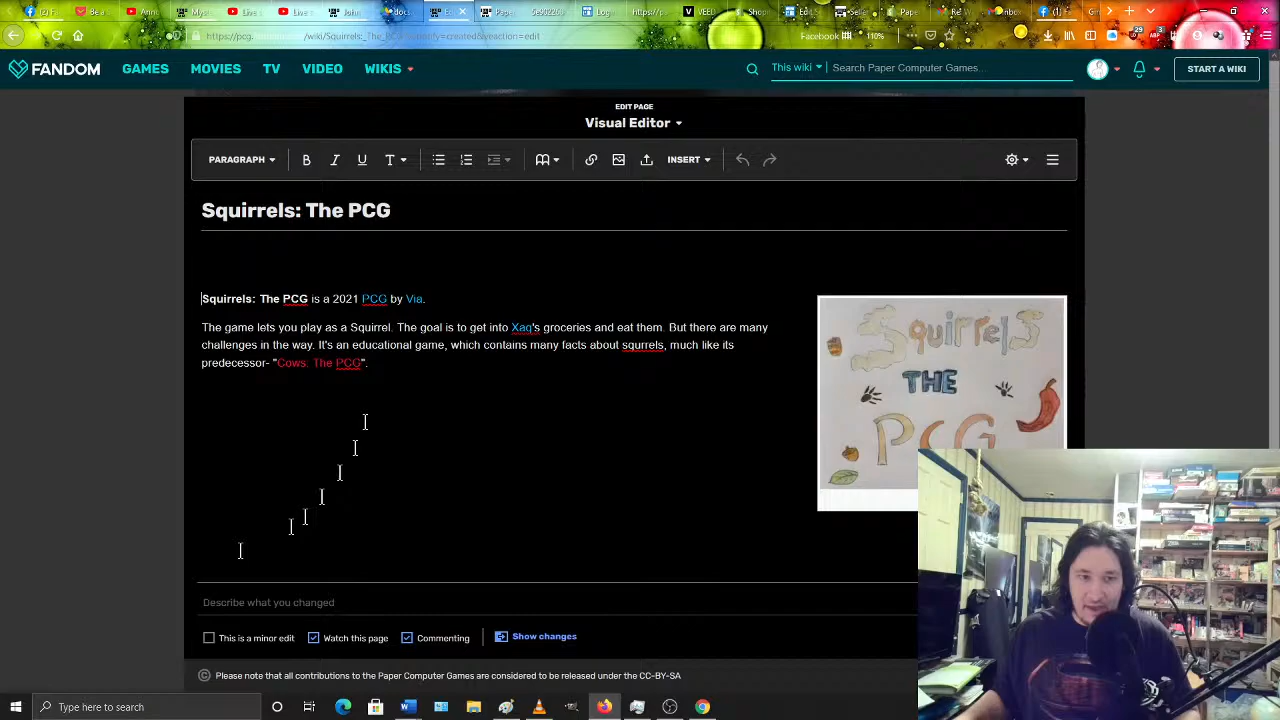 Facebook
110%
/wiki/Squirrels:_The_PCG
FANDOM
GAMES
MOVIES
TV
VIDEO
WIKIS
This wiki
Search Paper Computer Games...
START A WIKI
EDIT PAGE
Visual Editor
PARAGRAPH
B
I
U
T
INSERT
Squirrels: The PCG
Squirrels: The PCG is a 2021 PCG by Via.
The game lets you play as a Squirrel. The goal is to get into Xaq's groceries and eat them. But there are many
challenges in the way. It's an educational game, which contains many facts about sqURRELS, much like its
predecessor- "Cows: The PCG".
Squirrels
THE
PCG
Describe what you changed
This is a minor edit
Watch this page
Commenting
Show changes
Please note that all contributions to the Paper Computer Games are considered to be released under the CC-BY-SA
Type here to search